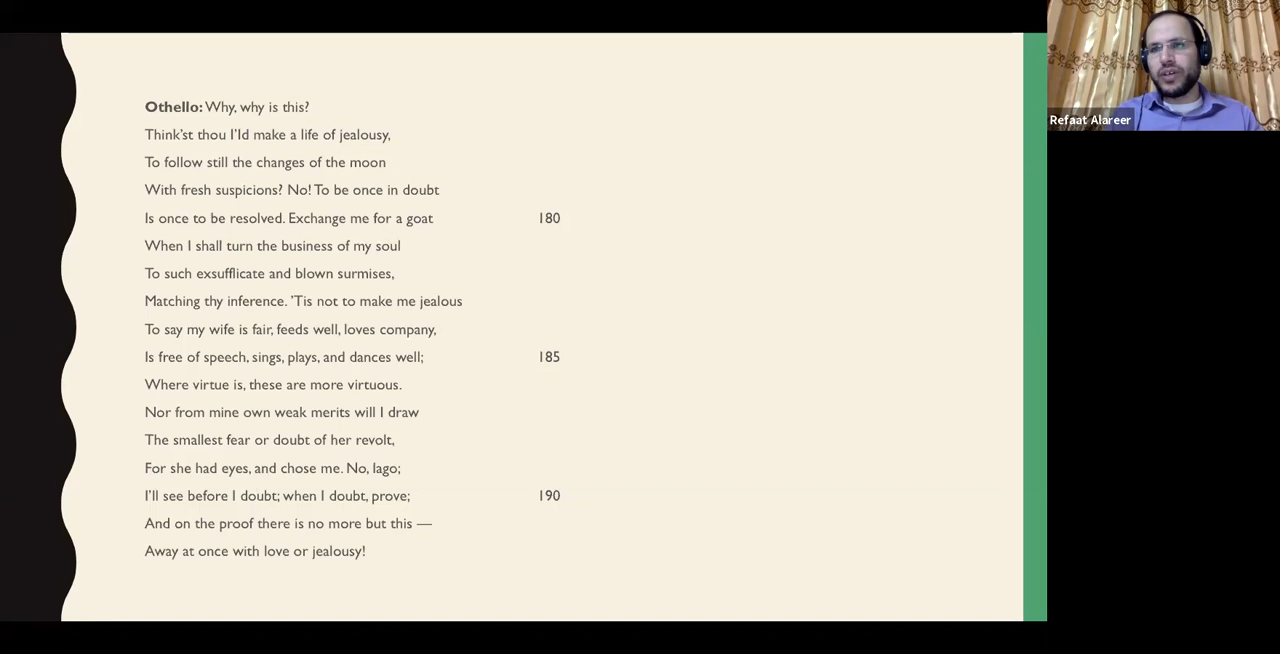 Othello: Why, why is this?
Think’st thou I’Id make a life of jealousy,
To follow still the changes of the moon
With fresh suspicions? No! To be once in doubt
Is once to be resolved. Exchange me for a goat 180
When I shall turn the business of my soul
To such exsufflicate and blown surmises,
Matching thy inference. ’Tis not to make me jealous
To say my wife is fair, feeds well, loves company,
Is free of speech, sings, plays, and dances well; 185
Where virtue is, these are more virtuous.
Nor from mine own weak merits will I draw
The smallest fear or doubt of her revolt,
For she had eyes, and chose me. No, Iago;
I’ll see before I doubt; when I doubt, prove; 190
And on the proof there is no more but this —
Away at once with love or jealousy!
Refaat Alareer